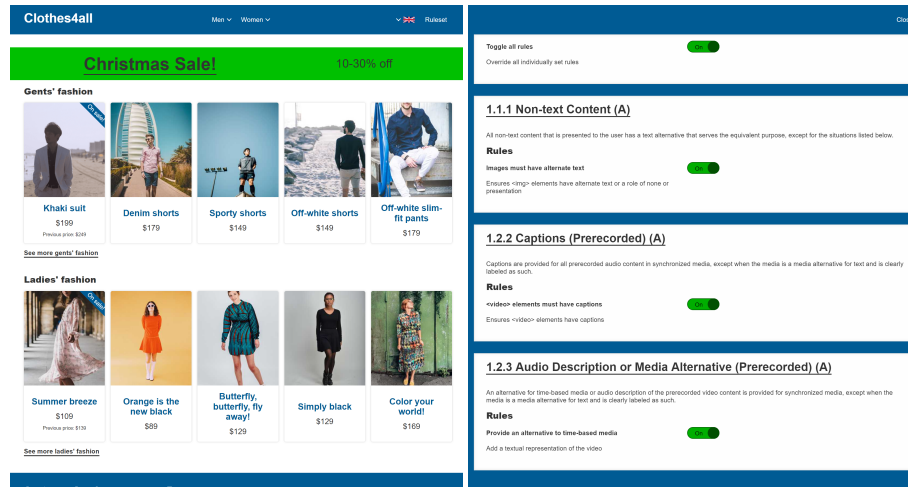 Clothes4all
Men Women Ruleset
Christmas Sale! 10-30% off
Gents' fashion
On sale!
Khaki suit
$199
Previous price: $249
Denim shorts
$179
Sporty shorts
$149
Off-white shorts
$149
Off-white slim-
fit pants
$179
See more gents' fashion
Ladies' fashion
On sale!
Summer breeze
$109
Previous price: $139
Orange is the
new black
$89
Butterfly,
butterfly, fly
away!
$129
Simply black
$129
Color your
world!
$169
See more ladies' fashion
Toggle all rules
On
Override all individually set rules
1.1.1 Non-text Content (A)
All non-text content that is presented to the user has a text alternative that serves the equivalent purpose, except for the situations listed below.
Rules
Images must have alternate text
On
Ensures <img> elements have alternate text or a role of none or
presentation
1.2.2 Captions (Prerecorded) (A)
Captions are provided for all prerecorded audio content in synchronized media, except when the media is a media alternative for text and is clearly
labeled as such.
Rules
<video> elements must have captions
On
Ensures <video> elements have captions
1.2.3 Audio Description or Media Alternative (Prerecorded) (A)
An alternative for time-based media or audio description of the prerecorded video content is provided for synchronized media, except when the
media is a media alternative for text and is clearly labeled as such.
Rules
Provide an alternative to time-based media
On
Add a textual representation of the video